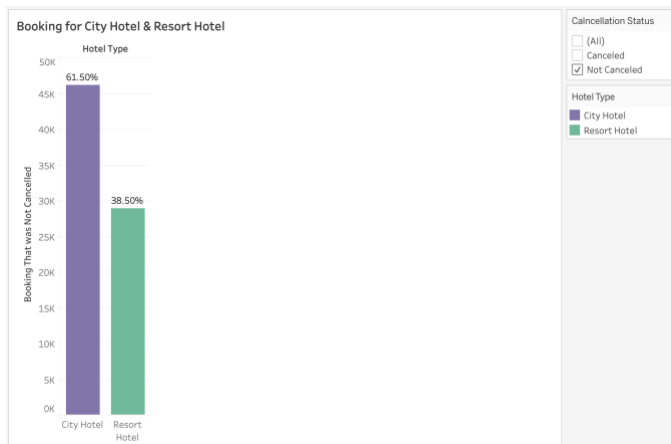 Booking for City Hotel & Resort Hotel
Hotel Type
50K
45K
40K
35K
30K
25K
20K
15K
10K
5K
0K
Booking That was Not Cancelled
61.50%
38.50%
City Hotel
Resort
Hotel
Calncellation Status
(All)
Canceled
Not Canceled
Hotel Type
City Hotel
Resort Hotel